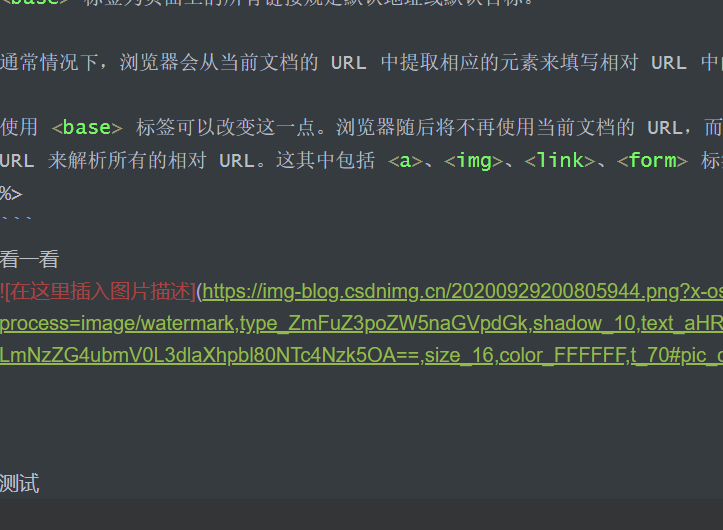 <base> 标签为页面上的所有链接规定默认地址或默认目标。
通常情况下，浏览器会从当前文档的 URL 中提取相应的元素来填写相对 URL 中
使用 <base> 标签可以改变这一点。浏览器随后将不再使用当前文档的 URL，而
URL 来解析所有的相对 URL。这其中包括 <a>、<img>、<link>、<form> 标
%>
```
看一看
![在这里插入图片描述](https://img-blog.csdnimg.cn/20200929200805944.png?x-os
process=image/watermark,type_ZmFuZ3poZW5naGVpdGk,shadow_10,text_aHR
LmNzZG4ubmV0L3dlaXhpbl80NTc4Nzk5OA==,size_16,color_FFFFFF,t_70#pic_c
测试